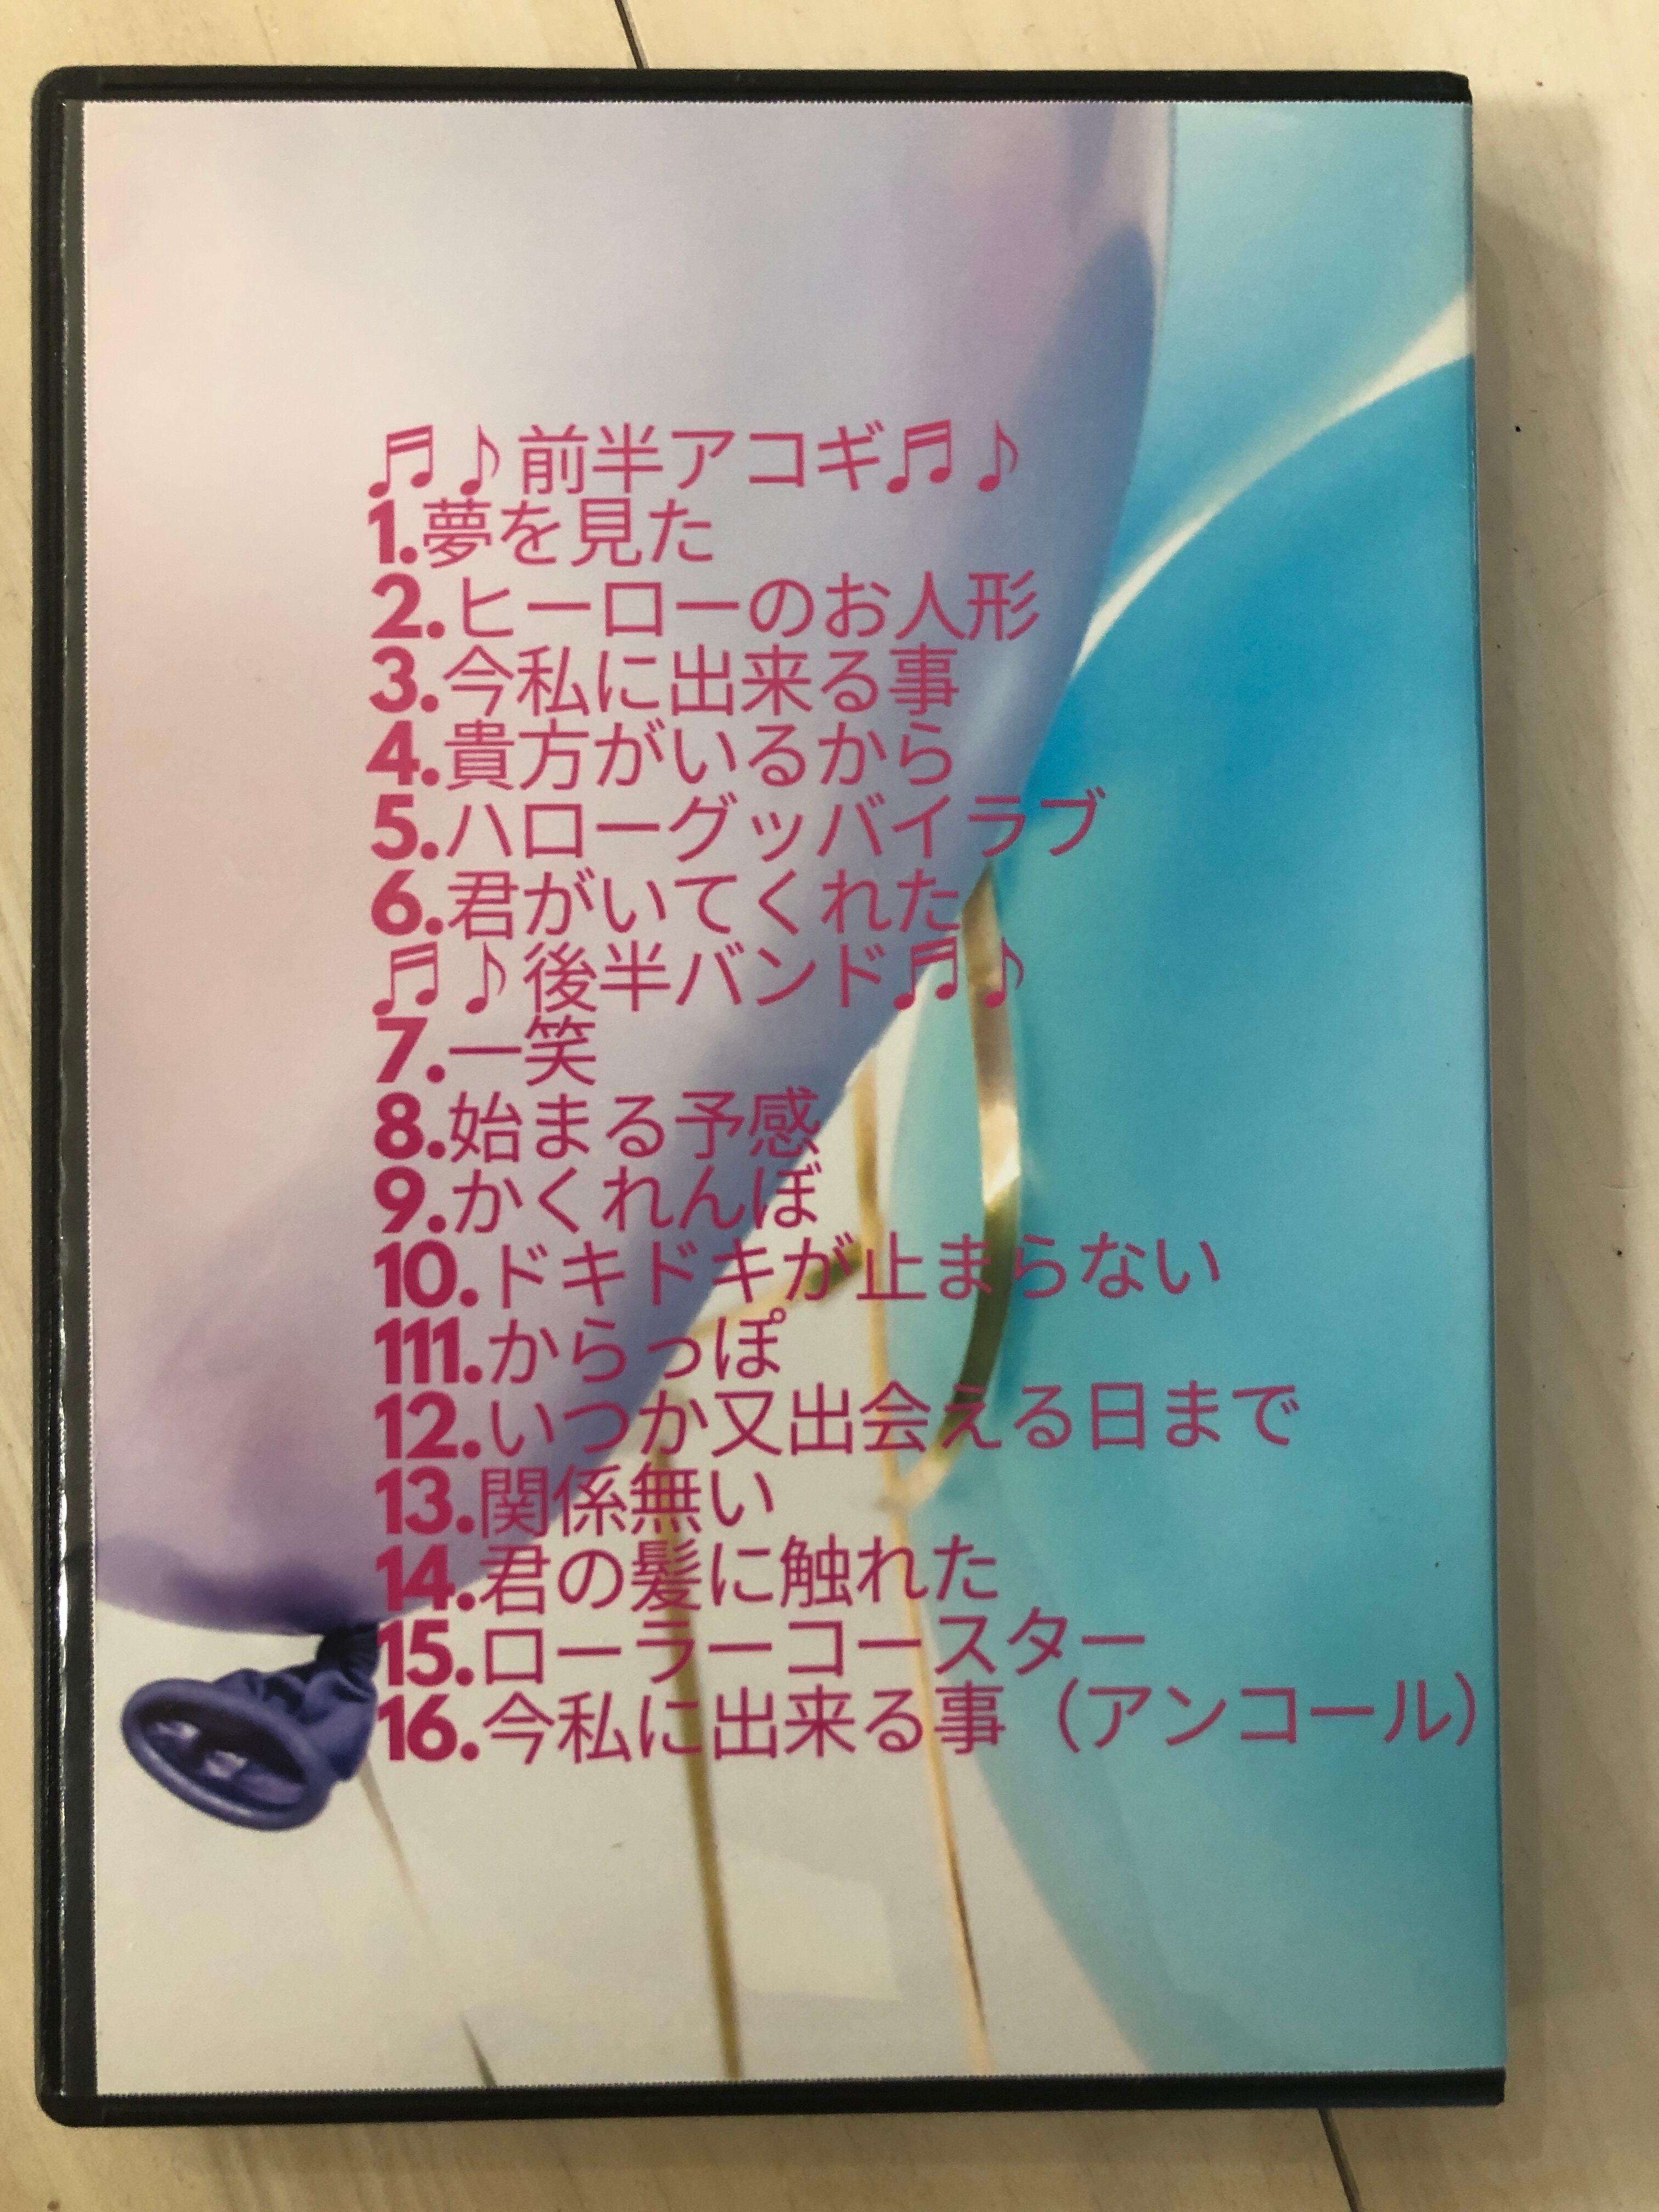 ♬♪前半アコギ♬♪
1.夢を見た
2.ヒーローのお人形
3.今私に出来る事
4.貴方がいるから
5.ハローグッバイラブ
6.君がいてくれた
♬♪後半バンド♬♪
7.一笑
8.始まる予感
9.かくれんぼ
10.ドキドキが止まらない
111.からっぽ
12.いつか又出会える日まで
13.関係無い
14.君の髪に触れた
15.ローラーコースター
16.今私に出来る事（アンコール）